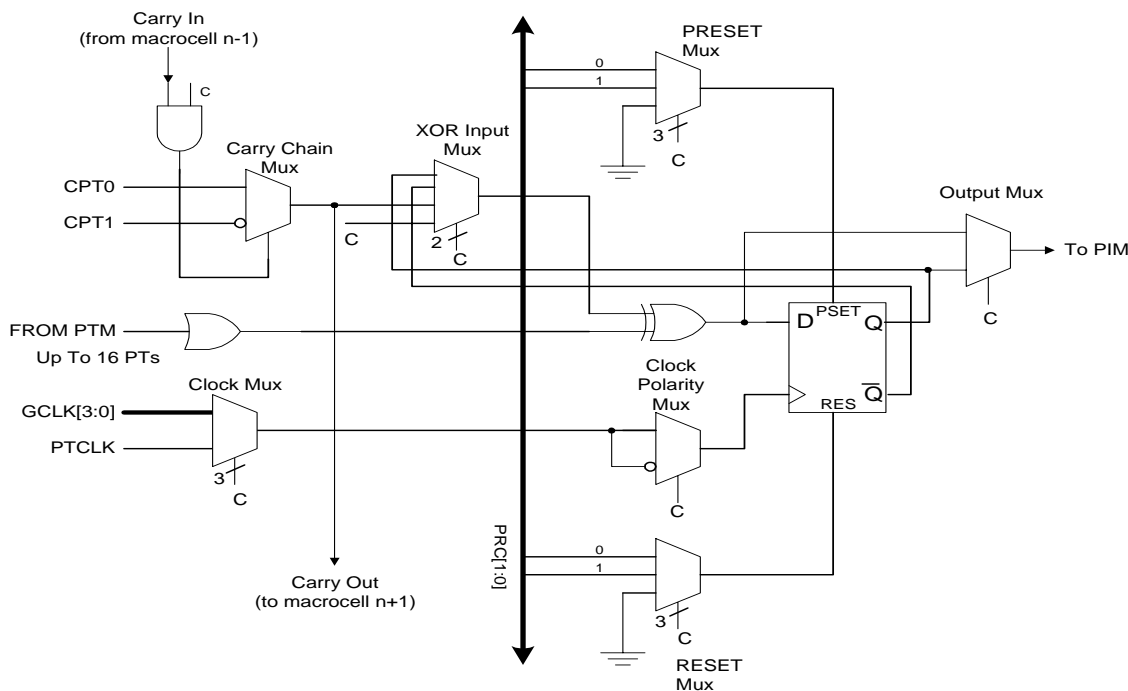 Carry In
(from macrocell n-1)
C
PRESET
Mux
0
1
3
C
XOR Input
Mux
Carry Chain
Mux
CPT0
CPT1
C
2
C
Output Mux
To PIM
C
FROM PTM
Up To 16 PTs
PSET
D
Q
Q
RES
Clock
Polarity
Mux
C
Clock Mux
GCLK[3:0]
PTCLK
3
C
PRC[1:0]
0
1
3
C
RESET
Mux
Carry Out
(to macrocell n+1)